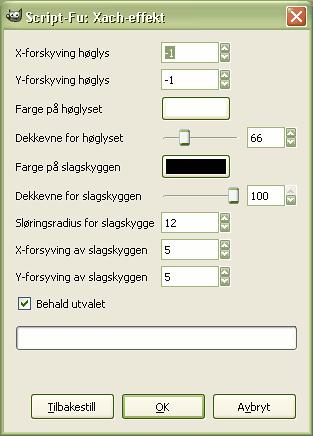 Script-Fu: Xach-effekt
X-forskyving høglys -1
Y-forskyving høglys -1
Farge på høglyset
Dekkevne for høglyset 66
Farge på slagskyggen
Dekkevne for slagskyggen 100
Sløringsradius for slagskygge 12
X-forsyving av slagskyggen 5
Y-forsyving av slagskyggen 5
Behald utvalet
Tilbakestill OK Avbryt